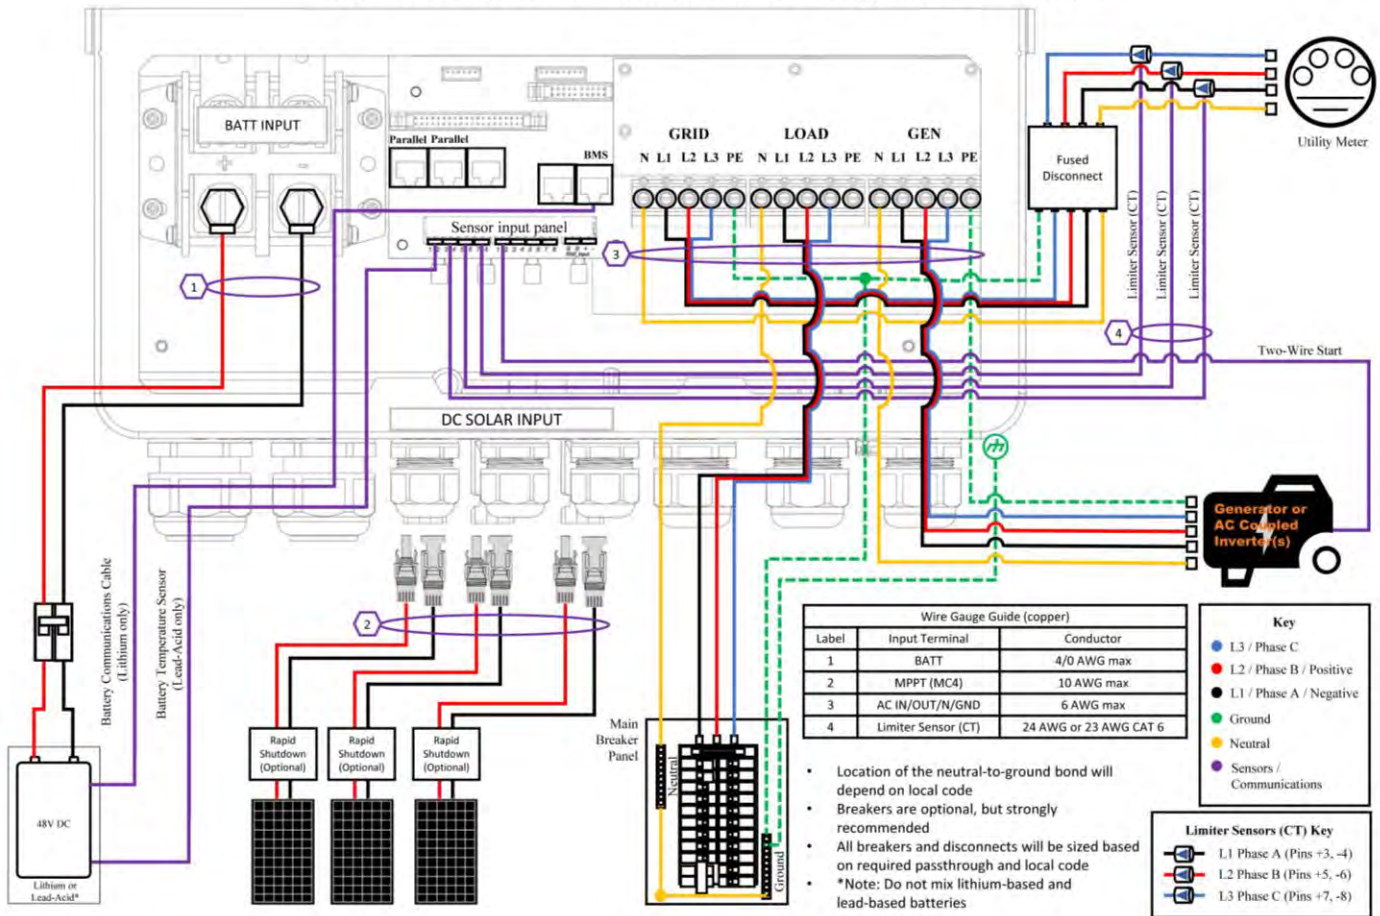 BATT INPUT
+
-
Parallel Parallel
BMS
Sensor input panel
GRID
LOAD
GEN
N L1 L2 L3 PE
N L1 L2 L3 PE
N L1 L2 L3 PE
Fused
Disconnect
Utility Meter
Limiter Sensor (CT)
Limiter Sensor (CT)
Limiter Sensor (CT)
1
3
4
Two-Wire Start
DC SOLAR INPUT
Generator or
AC Coupled
Inverter(s)
Battery Communications Cable
(Lithium only)
Battery Temperature Sensor
(Lead-Acid only)
2
Rapid
Shutdown
(Optional)
Rapid
Shutdown
(Optional)
Rapid
Shutdown
(Optional)
48V DC
Lithium or
Lead-Acid*
Main
Breaker
Panel
Neutral
Ground
Wire Gauge Guide (copper)
Label Input Terminal Conductor
1 BATT 4/0 AWG max
2 MPPT (MC4) 10 AWG max
3 AC IN/OUT/N/GND 6 AWG max
4 Limiter Sensor (CT) 24 AWG or 23 AWG CAT 6
• Location of the neutral-to-ground bond will
depend on local code
• Breakers are optional, but strongly
recommended
• All breakers and disconnects will be sized based
on required passthrough and local code
• *Note: Do not mix lithium-based and
lead-based batteries
Key
L3 / Phase C
L2 / Phase B / Positive
L1 / Phase A / Negative
Ground
Neutral
Sensors /
Communications
Limiter Sensors (CT) Key
L1 Phase A (Pins +3, -4)
L2 Phase B (Pins +5, -6)
L3 Phase C (Pins +7, -8)